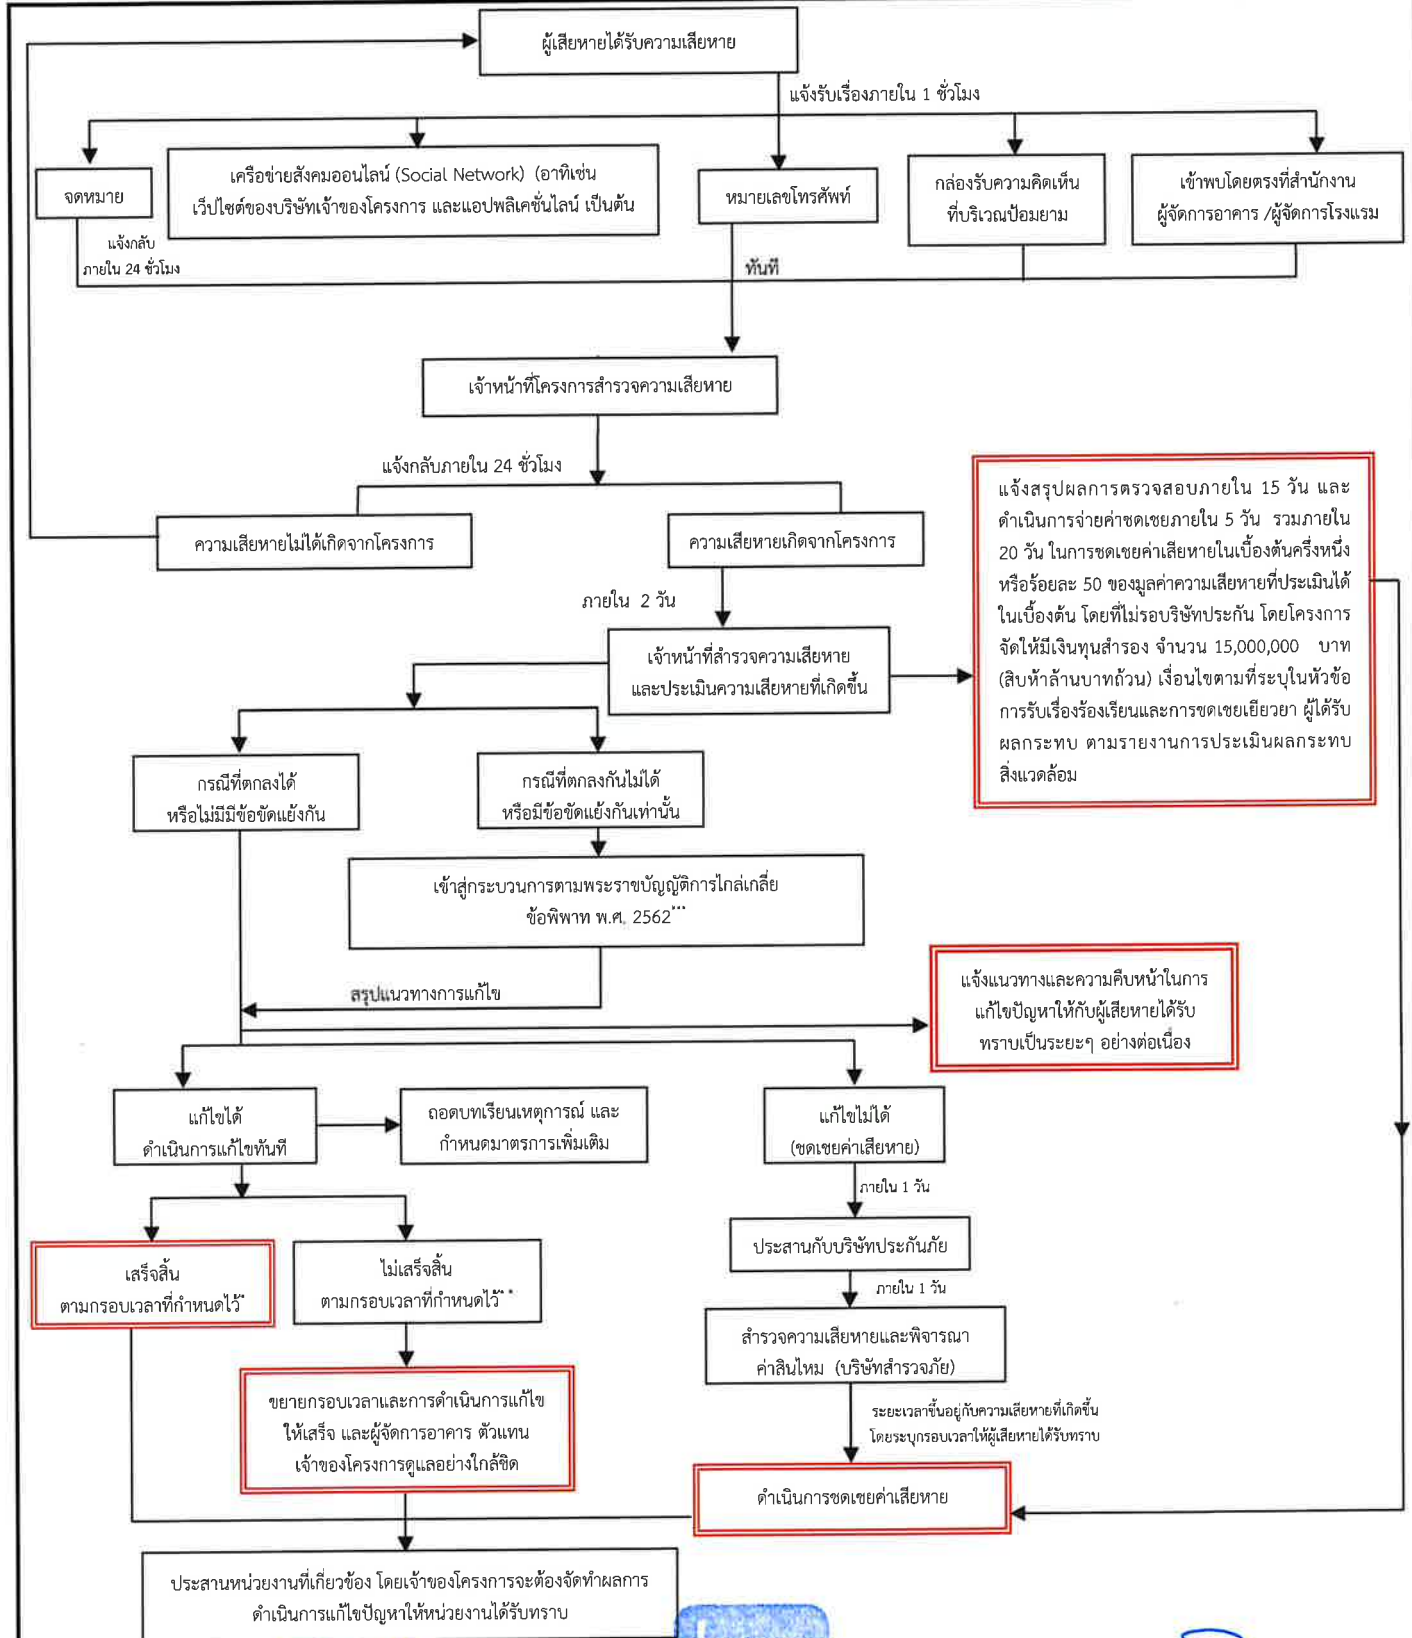 ผู้เสียหายได้รับความเสียหาย
แจ้งรับเรื่องภายใน 1 ชั่วโมง
จดหมาย
เครือข่ายสังคมออนไลน์ (Social Network) (อาทิเช่น
เว็ปไซต์ของบริษัทเจ้าของโครงการ และแอปพลิเคชั่นไลน์ เป็นต้น
หมายเลขโทรศัพท์
กล่องรับความคิดเห็น
ที่บริเวณป้อมยาม
เข้าพบโดยตรงที่สำนักงาน
ผู้จัดการอาคาร /ผู้จัดการโรงแรม
แจ้งกลับ
ภายใน 24 ชั่วโมง
ทันที
เจ้าหน้าที่โครงการสำรวจความเสียหาย
แจ้งกลับภายใน 24 ชั่วโมง
ความเสียหายไม่ได้เกิดจากโครงการ
ความเสียหายเกิดจากโครงการ
แจ้งสรุปผลการตรวจสอบภายใน 15 วัน และ
ดำเนินการจ่ายค่าชดเชยภายใน 5 วัน รวมภายใน
20 วัน ในการชดเชยค่าเสียหายในเบื้องต้นครึ่งหนึ่ง
หรือร้อยละ 50 ของมูลค่าความเสียหายที่ประเมินได้
ในเบื้องต้น โดยที่ไม่รอบริษัทประกัน โดยโครงการ
จัดให้มีเงินทุนสำรอง จำนวน 15,000,000 บาท
(สิบห้าล้านบาทถ้วน) เงื่อนไขตามที่ระบุในหัวข้อ
การรับเรื่องร้องเรียนและการชดเชยเยียวยา ผู้ได้รับ
ผลกระทบ ตามรายงานการประเมินผลกระทบ
สิ่งแวดล้อม
ภายใน 2 วัน
เจ้าหน้าที่สำรวจความเสียหาย
และประเมินความเสียหายที่เกิดขึ้น
กรณีที่ตกลงได้
หรือไม่มีมีข้อขัดแย้งกัน
กรณีที่ตกลงกันไม่ได้
หรือมีข้อขัดแย้งกันเท่านั้น
เข้าสู่กระบวนการตามพระราชบัญญัติการไกล่เกลี่ย
ข้อพิพาท พ.ศ. 2562***
สรุปแนวทางการแก้ไข
แจ้งแนวทางและความคืบหน้าในการ
แก้ไขปัญหาให้กับผู้เสียหายได้รับ
ทราบเป็นระยะๆ อย่างต่อเนื่อง
แก้ไขได้
ดำเนินการแก้ไขทันที
ถอดบทเรียนเหตุการณ์ และ
กำหนดมาตรการเพิ่มเติม
แก้ไขไม่ได้
(ชดเชยค่าเสียหาย)
ภายใน 1 วัน
ประสานกับบริษัทประกันภัย
ภายใน 1 วัน
เสร็จสิ้น
ตามกรอบเวลาที่กำหนดไว้*
ไม่เสร็จสิ้น
ตามกรอบเวลาที่กำหนดไว้**
สำรวจความเสียหายและพิจารณา
ค่าสินไหม (บริษัทสำรวจภัย)
ขยายกรอบเวลาและการดำเนินการแก้ไข
ให้เสร็จ และผู้จัดการอาคาร ตัวแทน
เจ้าของโครงการดูแลอย่างใกล้ชิด
ระยะเวลาขึ้นอยู่กับความเสียหายที่เกิดขึ้น
โดยระบุกรอบเวลาให้ผู้เสียหายได้รับทราบ
ดำเนินการชดเชยค่าเสียหาย
ประสานหน่วยงานที่เกี่ยวข้อง โดยเจ้าของโครงการจะต้องจัดทำผลการ
ดำเนินการแก้ไขปัญหาให้หน่วยงานได้รับทราบ